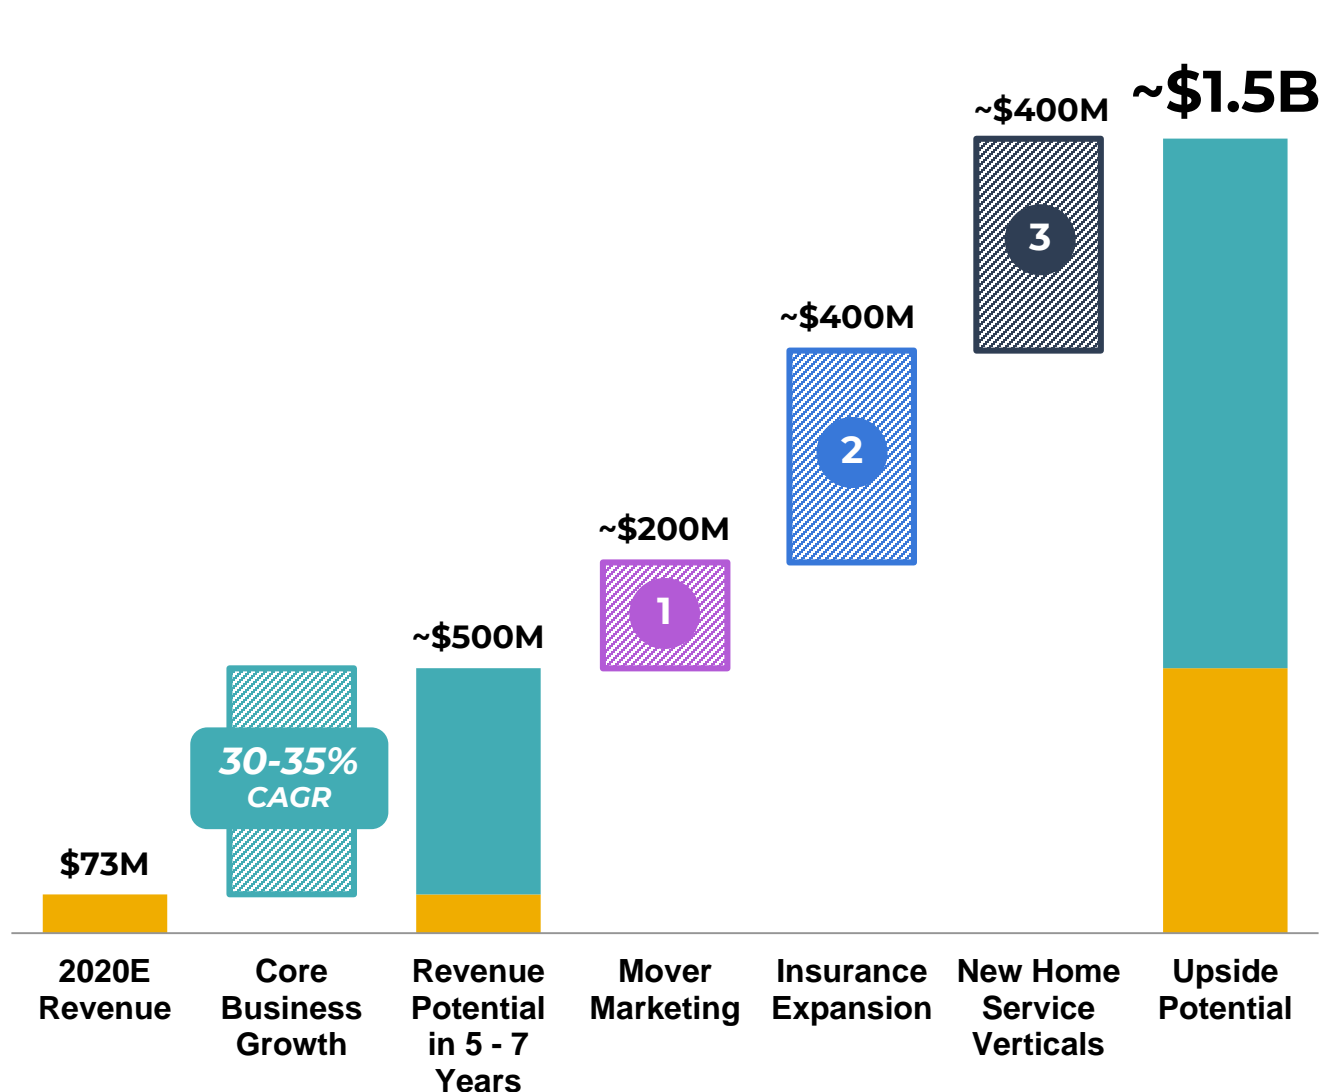 ~$1.5B
~$400M
3
~$400M
2
~$200M
1
~$500M
30-35%
CAGR
$73M
2020E
Revenue
Core
Business
Growth
Revenue
Potential
in 5 - 7
Years
Mover
Marketing
Insurance
Expansion
New Home
Service
Verticals
Upside
Potential